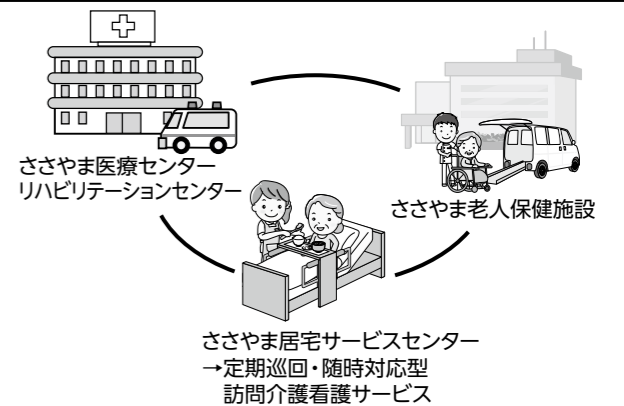 ささやま医療センター
リハビリテーションセンター
ささやま老人保健施設
ささやま居宅サービスセンター
→定期巡回・随時対応型
訪問介護看護サービス